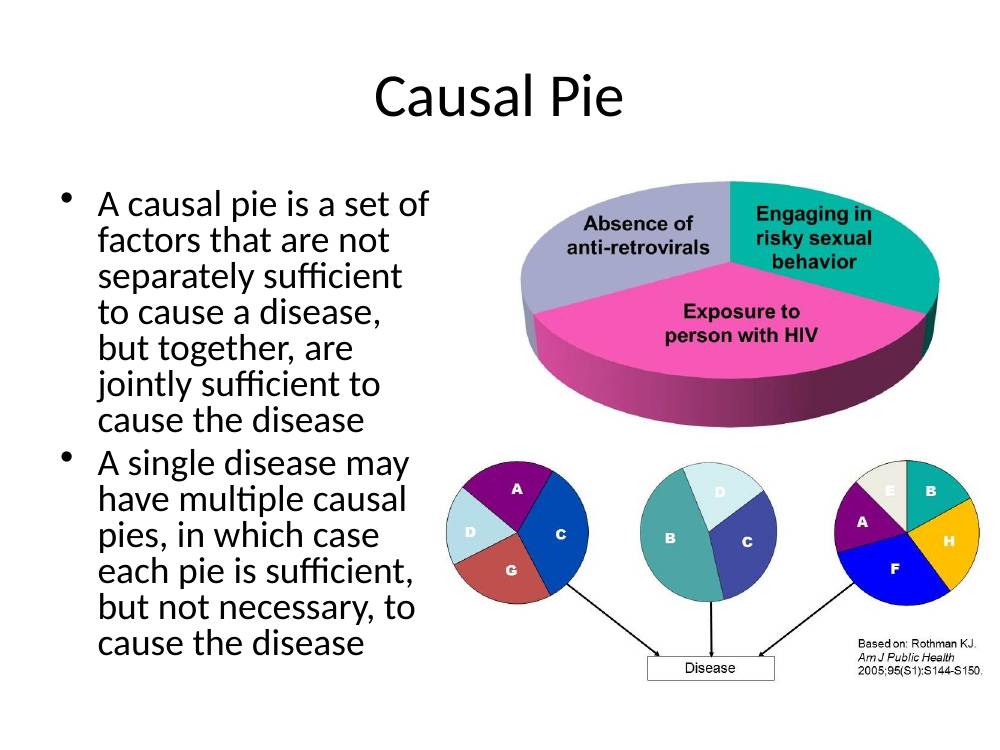 Causal Pie
• A causal pie is a set of
factors that are not
separately sufficient
to cause a disease,
but together, are
jointly sufficient to
cause the disease
• A single disease may
have multiple causal
pies, in which case
each pie is sufficient,
but not necessary, to
cause the disease
Absence of
anti-retrovirals
Engaging in
risky sexual
behavior
Exposure to
person with HIV
A
D
C
G
D
B
C
E
B
A
H
F
Disease
Based on: Rothman KJ.
Am J Public Health
2005;95(S1):S144-S150.